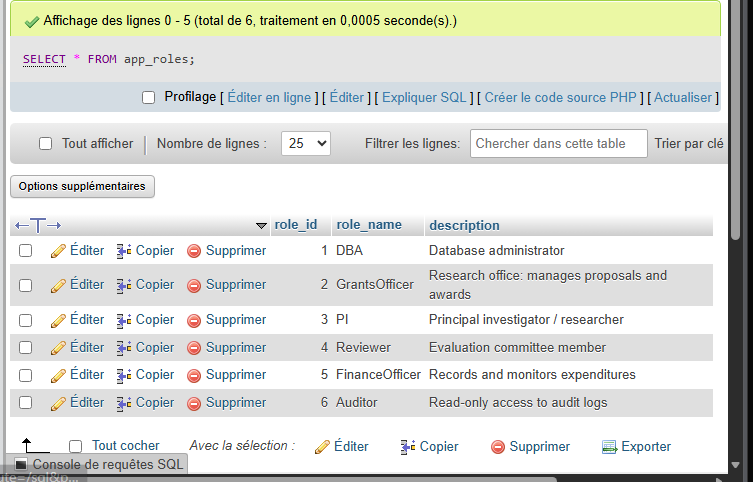 Affichage des lignes 0 - 5 (total de 6, traitement en 0,0005 seconde(s).)
SELECT * FROM app_roles;
Profilage [ Éditer en ligne ] [ Éditer ] [ Expliquer SQL ] [ Créer le code source PHP ] [ Actualiser ]
Tout afficher Nombre de lignes : 25 Filtrer les lignes: Chercher dans cette table Trier par clé
Options supplémentaires
role_id role_name description
Éditer Copier Supprimer 1 DBA Database administrator
Éditer Copier Supprimer 2 GrantsOfficer Research office: manages proposals and
awards
Éditer Copier Supprimer 3 PI Principal investigator / researcher
Éditer Copier Supprimer 4 Reviewer Evaluation committee member
Éditer Copier Supprimer 5 FinanceOfficer Records and monitors expenditures
Éditer Copier Supprimer 6 Auditor Read-only access to audit logs
Tout cocher Avec la sélection : Éditer Copier Supprimer Exporter
Console de requêtes SQL